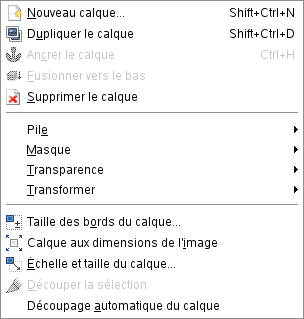 Nouveau calque... Shift+Ctrl+N
Dupliquer le calque Shift+Ctrl+D
Ancrer le calque Ctrl+H
Fusionner vers le bas
Supprimer le calque
Pile
Masque
Transparence
Transformer
Taille des bords du calque...
Calque aux dimensions de l'image
Échelle et taille du calque...
Découper la sélection
Découpage automatique du calque